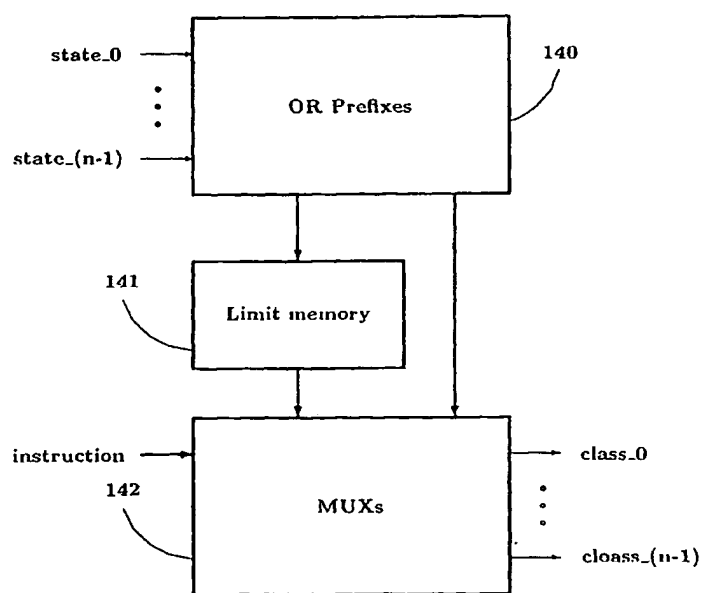 state_0
140
OR Prefixes
state_(n-1)
141
Limit memory
instruction
class_0
142
MUXs
cloass_(n-1)